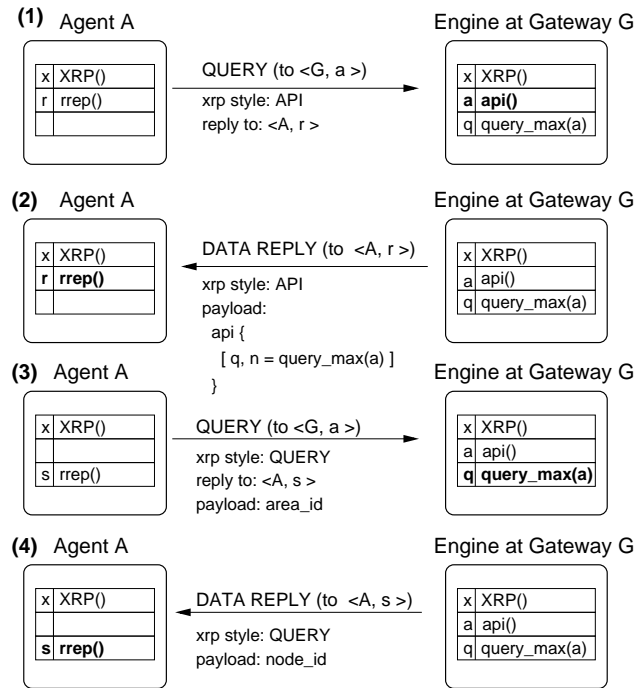 (1) Agent A Engine at Gateway G
x XRP() QUERY (to <G, a >) x XRP()
r rrep() xrp style: API a api()
reply to: <A, r > q query_max(a)
(2) Agent A Engine at Gateway G
x XRP() DATA REPLY (to <A, r >) x XRP()
r rrep() xrp style: API a api()
payload: q query_max(a)
api {
[ q, n = query_max(a) ]
}
(3) Agent A Engine at Gateway G
x XRP() QUERY (to <G, a >) x XRP()
xrp style: QUERY a api()
s rrep() reply to: <A, s > q query_max(a)
payload: area_id
(4) Agent A Engine at Gateway G
x XRP() DATA REPLY (to <A, s >) x XRP()
xrp style: QUERY a api()
s rrep() payload: node_id q query_max(a)